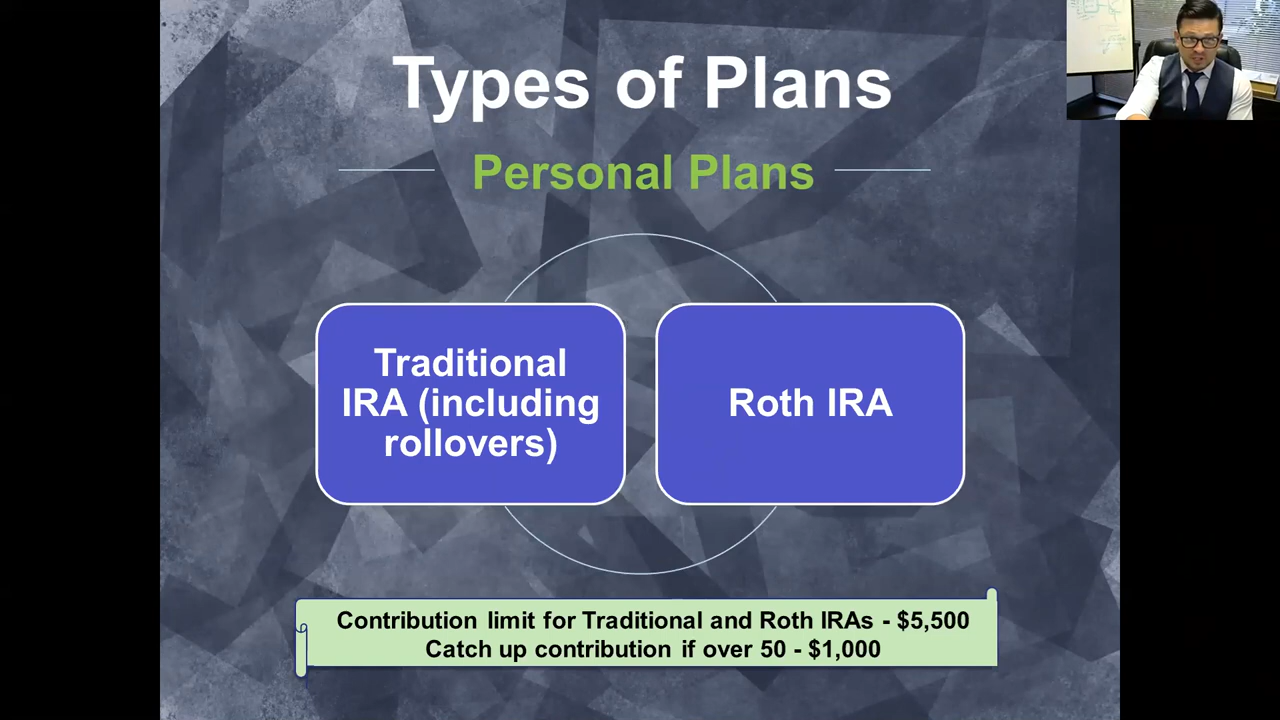 Types of Plans
Personal Plans
Traditional
IRA (including
rollovers)
Roth IRA
Contribution limit for Traditional and Roth IRAs - $5,500
Catch up contribution if over 50 - $1,000